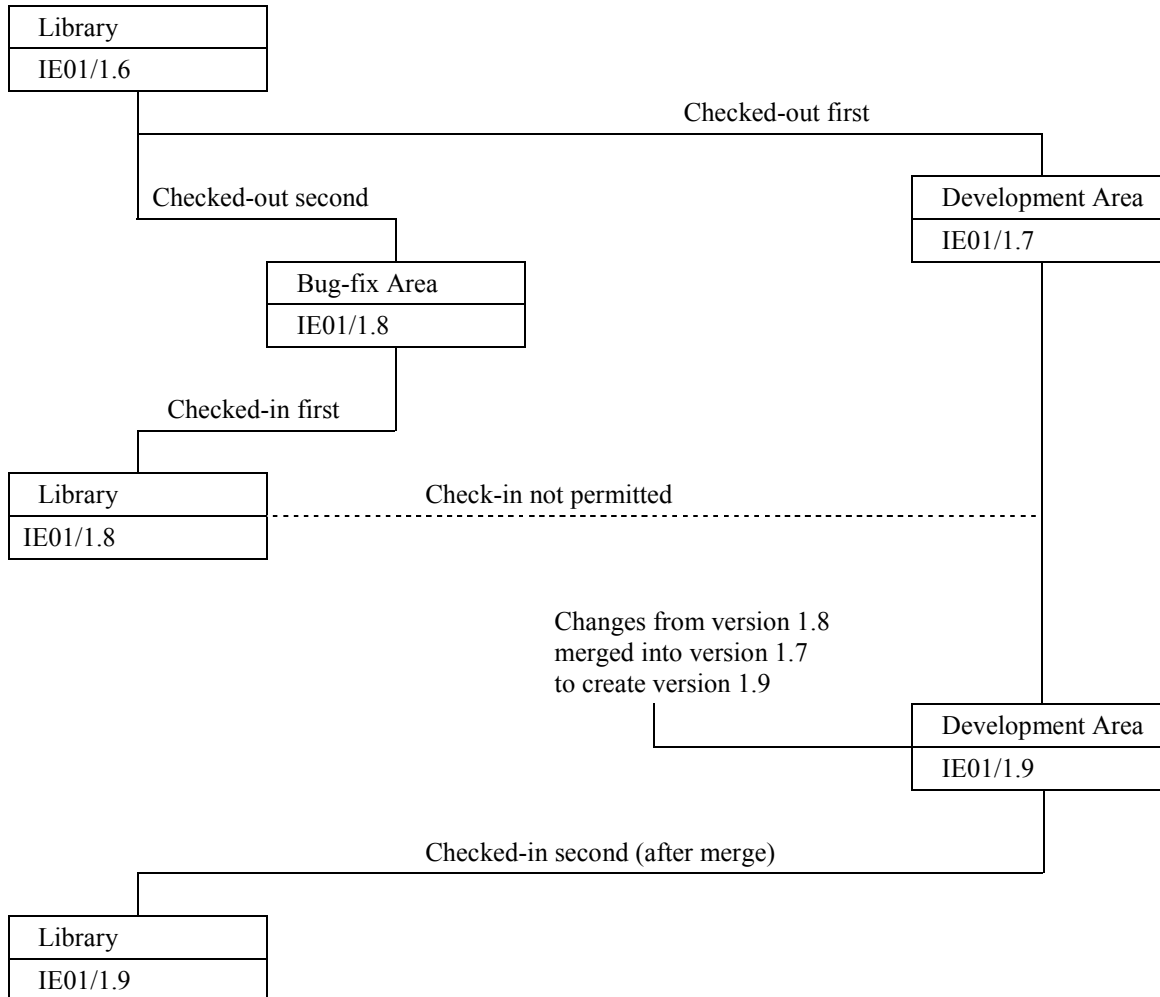 Library
IE01/1.6
Checked-out first
Checked-out second
Development Area
IE01/1.7
Bug-fix Area
IE01/1.8
Checked-in first
Library
Check-in not permitted
IE01/1.8
Changes from version 1.8
merged into version 1.7
to create version 1.9
Development Area
IE01/1.9
Checked-in second (after merge)
Library
IE01/1.9